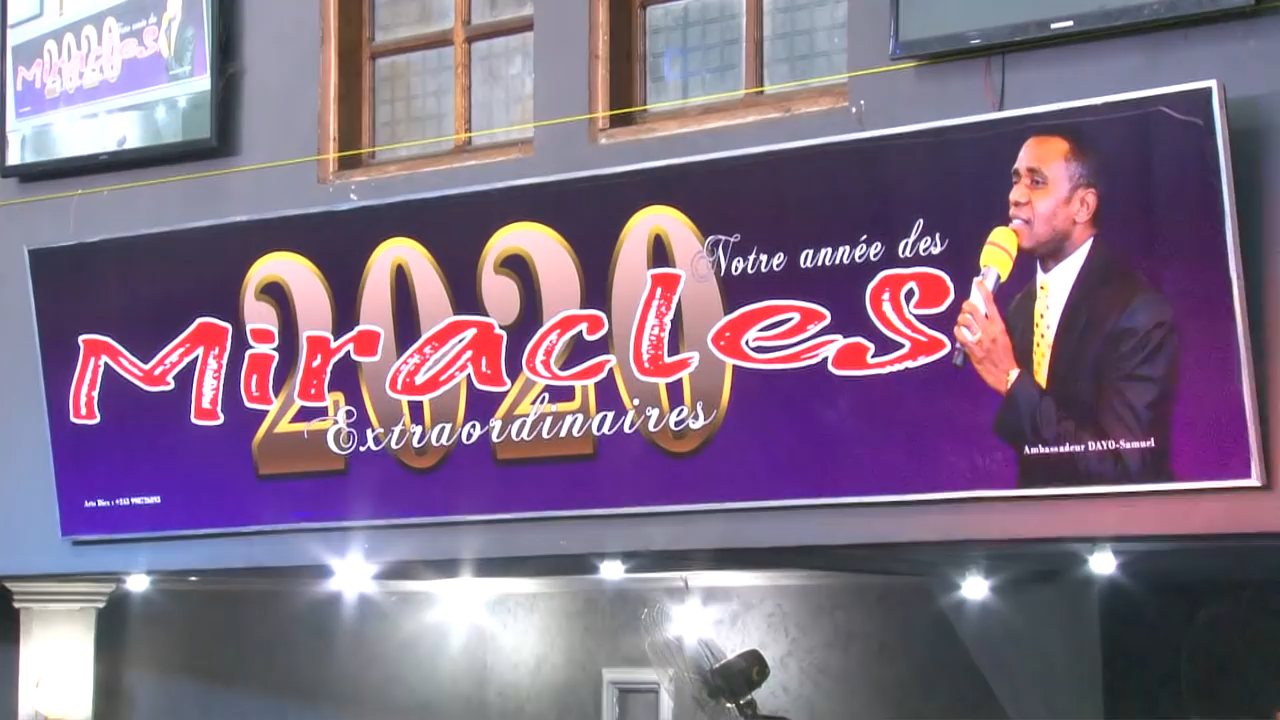 2020
Notre année des
Miracles
Extraordinaires
Ambassadeur DAYO-Samuel